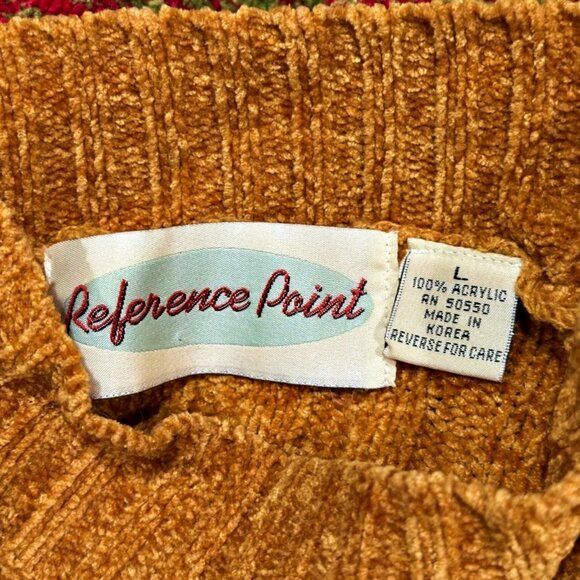 Reference Point
L
100% ACRYLIC
RN 50550
MADE IN
KOREA
REVERSE FOR CARE